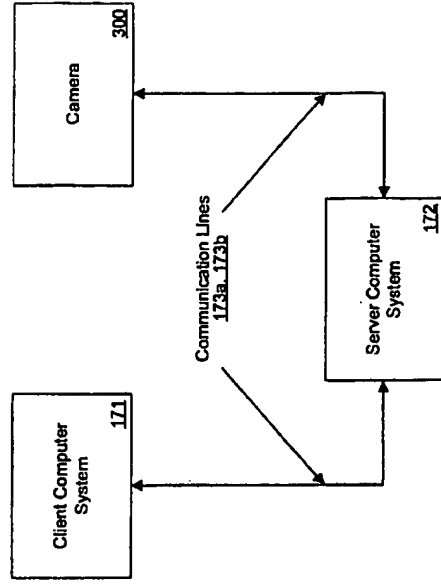 Client Computer
System
171
Camera
300
Communication Lines
173a, 173b
Server Computer
System
172